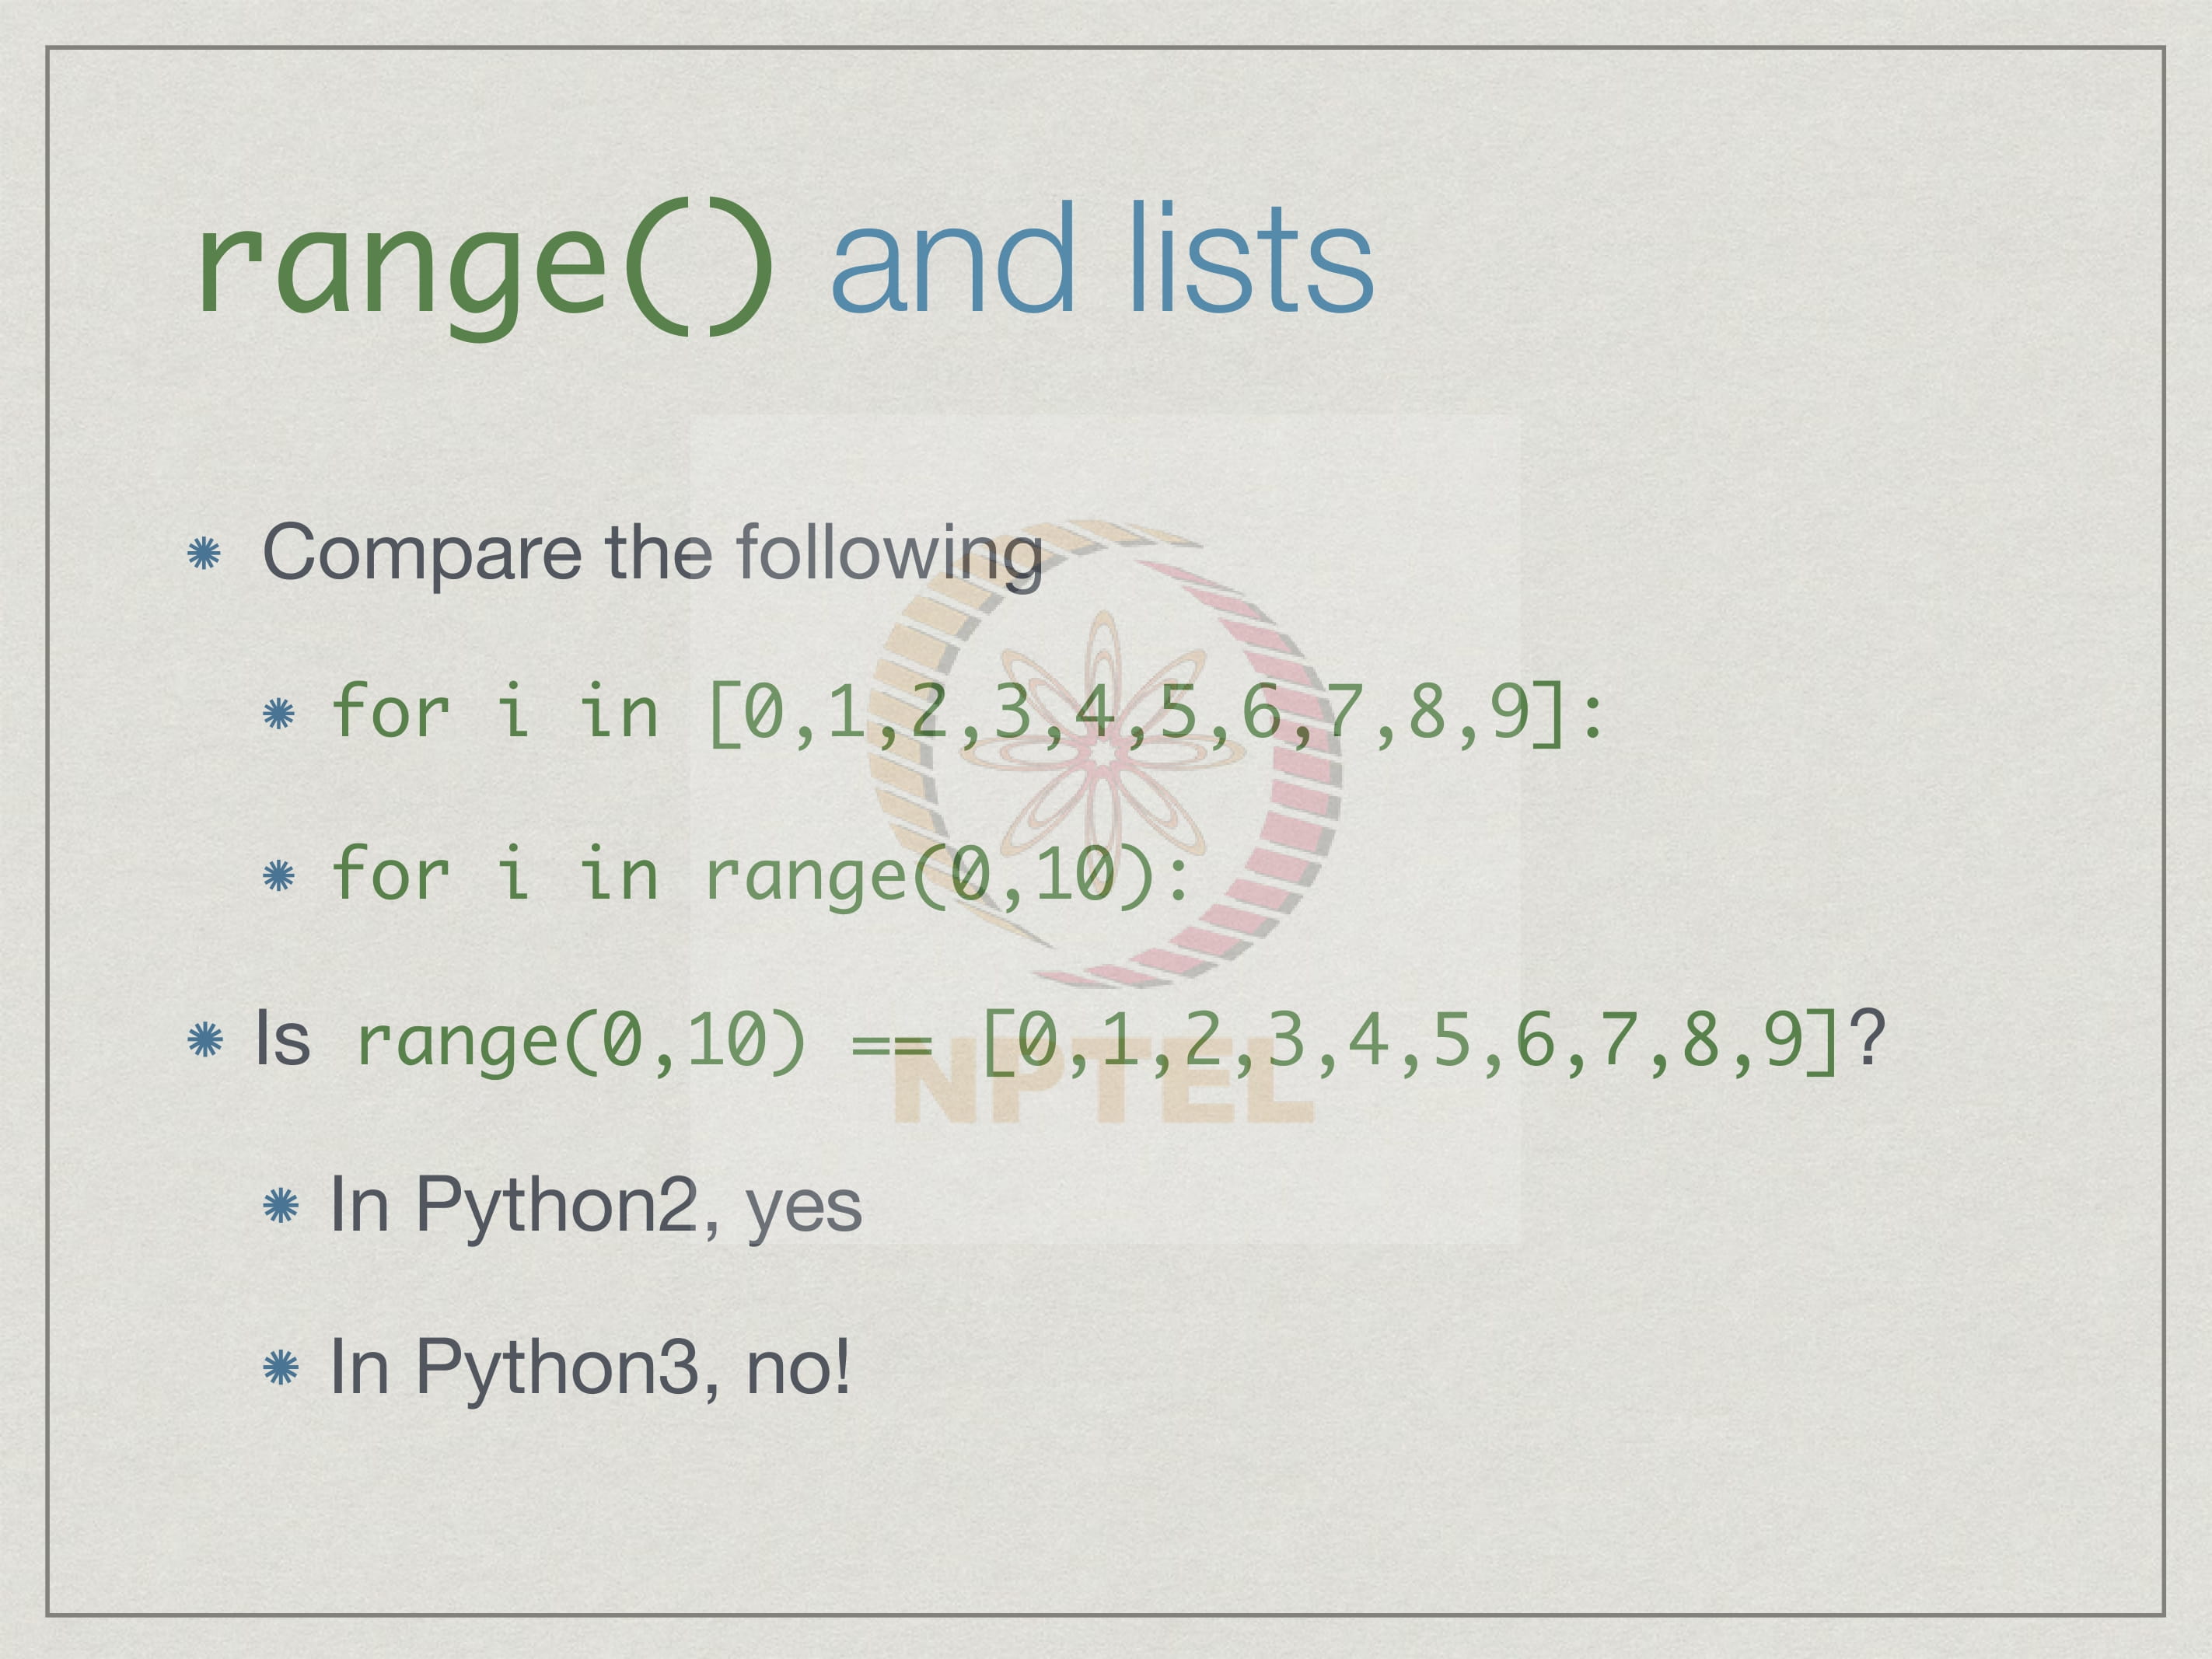 range() and lists
Compare the following
for i in [0,1,2,3,4,5,6,7,8,9]:
for i in range(0,10):
Is range(0,10) == [0,1,2,3,4,5,6,7,8,9]?
NPTEL
In Python2, yes
In Python3, no!